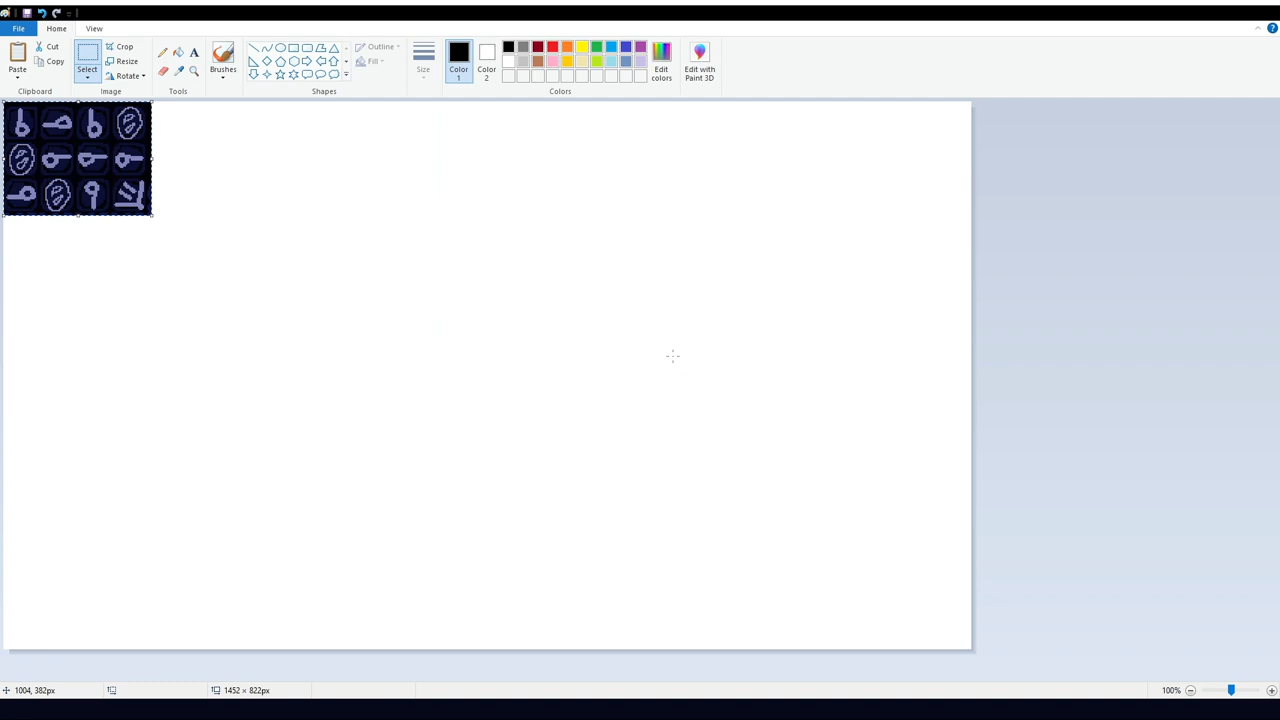 File Home View
Paste
Cut
Copy
Clipboard
Select
Crop
Resize
Rotate
Image
A
Tools
Brushes
Shapes
Outline
Fill
Size
Color 1
Color 2
Colors
Edit colors
Edit with Paint 3D
1004, 382px 1452 × 822px 100%